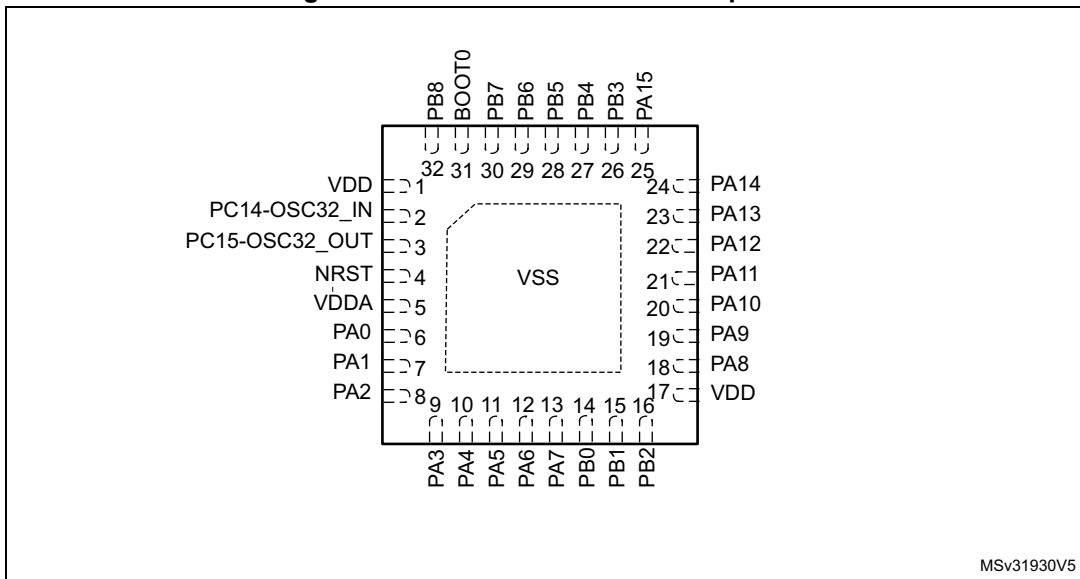 PB8
BOOT0
PB7
PB6
PB5
PB4
PB3
PA15
32 31 30 29 28 27 26 25
VDD 1
PC14-OSC32_IN 2
PC15-OSC32_OUT 3
NRST 4
VDDA 5
PA0 6
PA1 7
PA2 8
VSS
24 PA14
23 PA13
22 PA12
21 PA11
20 PA10
19 PA9
18 PA8
17 VDD
9 10 11 12 13 14 15 16
PA3
PA4
PA5
PA6
PA7
PB0
PB1
PB2
MSv31930V5